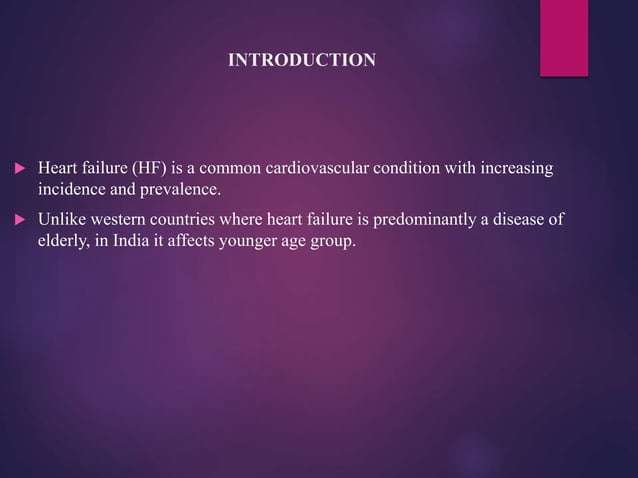 INTRODUCTION
Heart failure (HF) is a common cardiovascular condition with increasing
incidence and prevalence.
Unlike western countries where heart failure is predominantly a disease of
elderly, in India it affects younger age group.